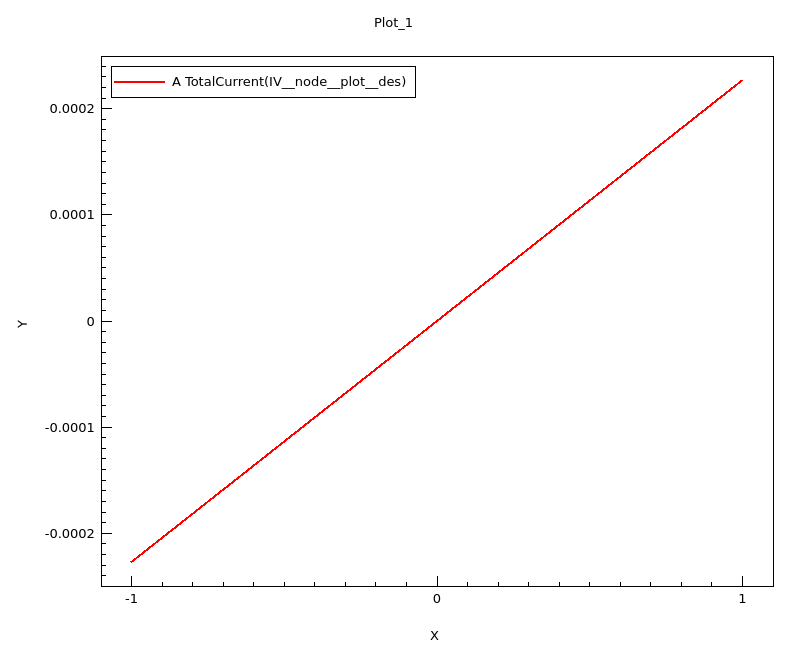 Plot_1
A TotalCurrent(IV__node__plot__des)
0.0002
0.0001
0
-0.0001
-0.0002
Y
-1 0 1
X